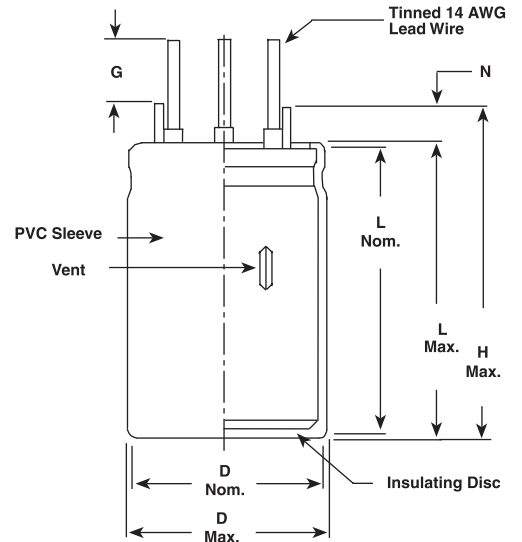 Tinned 14 AWG
Lead Wire
G
N
PVC Sleeve
Vent
L
Nom.
L
Max.
H
Max.
D
Nom.
Insulating Disc
D
Max.